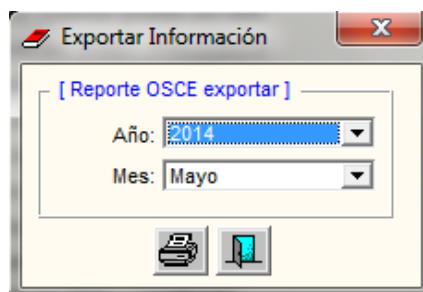 Exportar Información
[ Reporte OSCE exportar ]
Año: 2014
Mes: Mayo